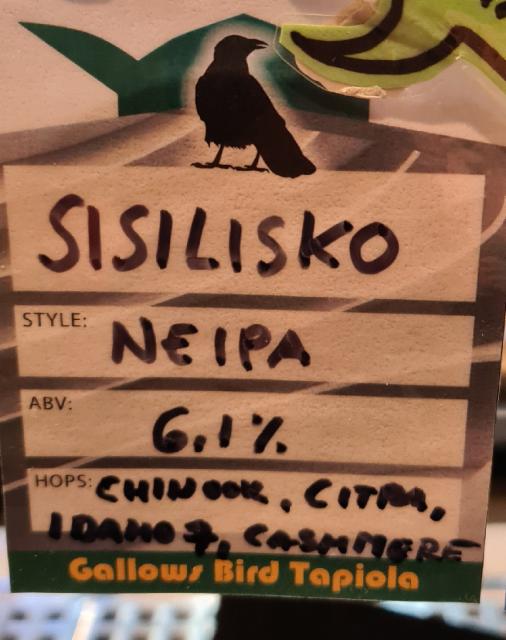 SISILISKO
STYLE: NEIPA
ABV: 6,1%
HOPS: CHINOOK, CITRA,
IDAHO 7, CASHMERE
Gallows Bird Tapiola